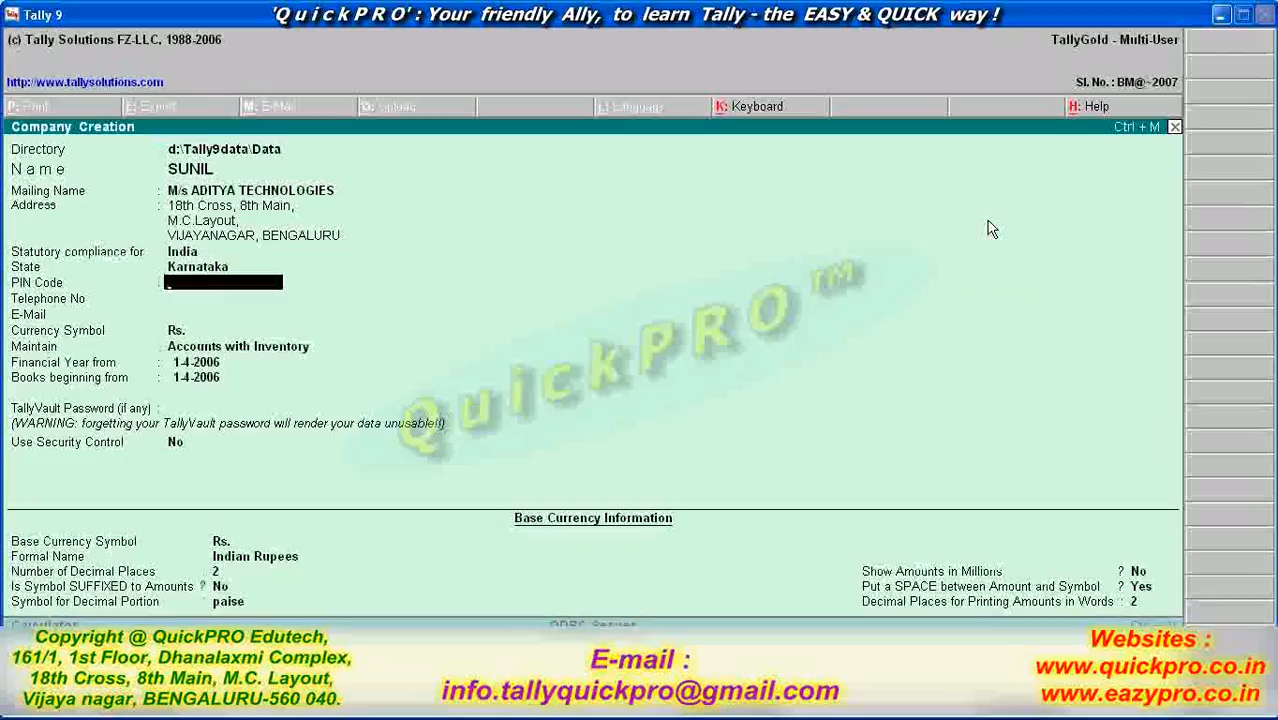 Tally 9
'QuickPRO' : Your friendly Ally, to learn Tally - the EASY & QUICK way !
(c) Tally Solutions FZ-LLC, 1988-2006
TallyGold - Multi-User
http://www.tallysolutions.com
Sl. No. : BM@~2007
P: Print
E: Export
M: E-Mail
O: Upload
L: Language
K: Keyboard
H: Help
Company Creation
Ctrl + M
Directory d:\Tally9data\Data
Name SUNIL
Mailing Name : M/s ADITYA TECHNOLOGIES
Address : 18th Cross, 8th Main,
M.C.Layout,
VIJAYANAGAR, BENGALURU
Statutory compliance for : India
State : Karnataka
PIN Code :
Telephone No
E-Mail
Currency Symbol Rs.
Maintain : Accounts with Inventory
Financial Year from : 1-4-2006
Books beginning from : 1-4-2006
TallyVault Password (if any) :
(WARNING: forgetting your TallyVault password will render your data unusable!!)
Use Security Control No
QuickPRO™
Base Currency Information
Base Currency Symbol Rs.
Formal Name Indian Rupees
Number of Decimal Places 2
Is Symbol SUFFIXED to Amounts ? No
Symbol for Decimal Portion paise
Show Amounts in Millions ? No
Put a SPACE between Amount and Symbol ? Yes
Decimal Places for Printing Amounts in Words : 2
Calculator
ODBC Server
Copyright @ QuickPRO Edutech,
161/1, 1st Floor, Dhanalaxmi Complex,
18th Cross, 8th Main, M.C. Layout,
Vijaya nagar, BENGALURU-560 040.
E-mail :
info.tallyquickpro@gmail.com
Websites :
www.quickpro.co.in
www.eazypro.co.in